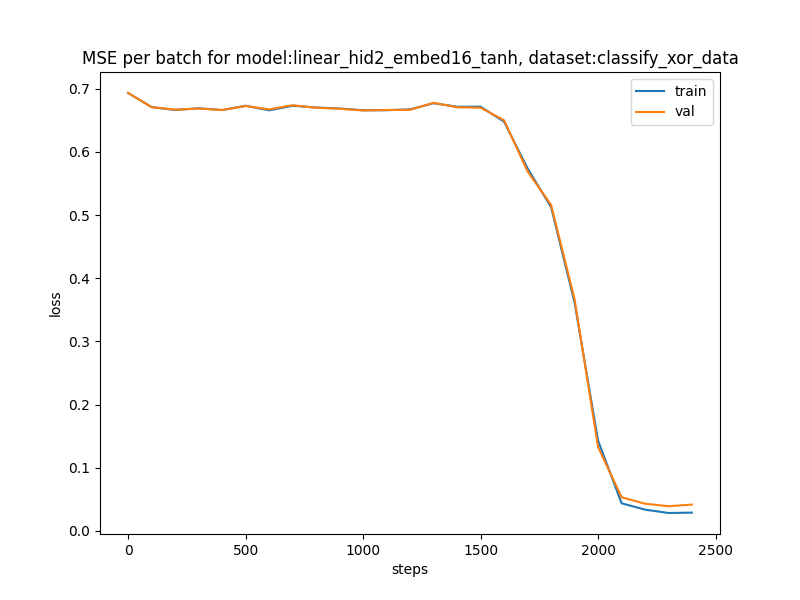 MSE per batch for model:linear_hid2_embed16_tanh, dataset:classify_xor_data
train
val
loss
0.7
0.6
0.5
0.4
0.3
0.2
0.1
0.0
0
500
1000
1500
2000
2500
steps